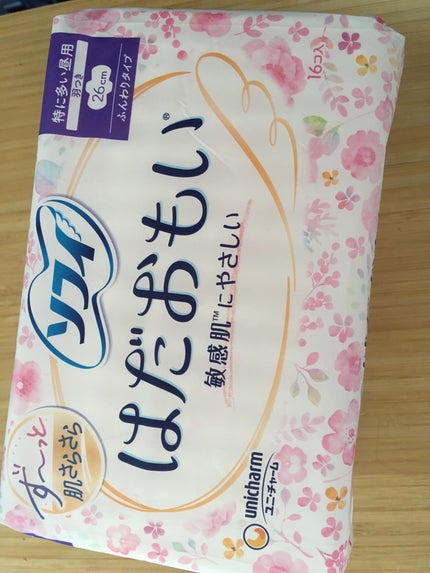 特に多い昼用
羽つき
26cm
ふんわりタイプ
16コ入
ソフィ
はだおもい®
敏感肌™にやさしい
ず〜っと
肌さらさら
unicharm
ユニ・チャーム